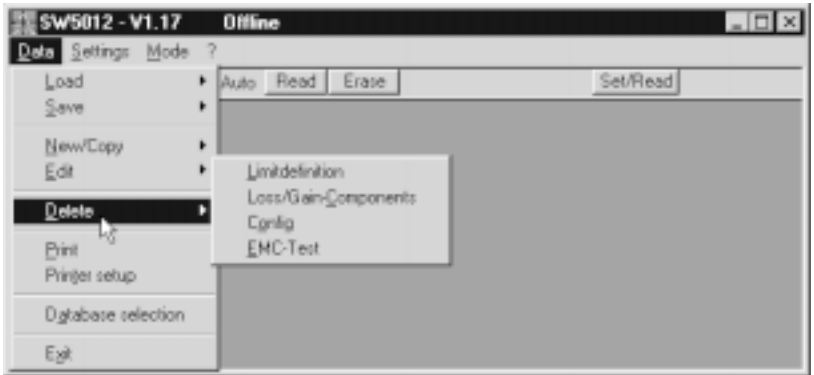 SW5012 - V1.17 Offline
Data Settings Mode ?
Auto Read Erase Set/Read
Load
Save
New/Copy
Edit
Delete
Print
Printer setup
Database selection
Exit
Limitdefinition
Loss/Gain-Components
Config
EMC-Test